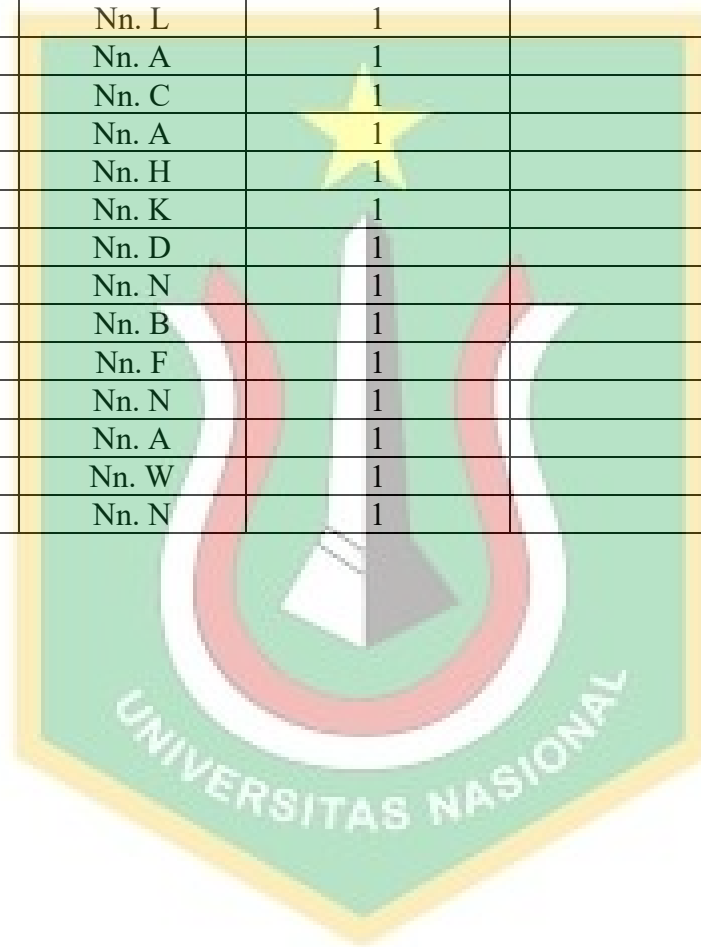 Nn. L 1
Nn. A 1
Nn. C 1
Nn. A 1
Nn. H 1
Nn. K 1
Nn. D 1
Nn. N 1
Nn. B 1
Nn. F 1
Nn. N 1
Nn. A 1
Nn. W 1
Nn. N 1
UNIVERSITAS NASIONAL